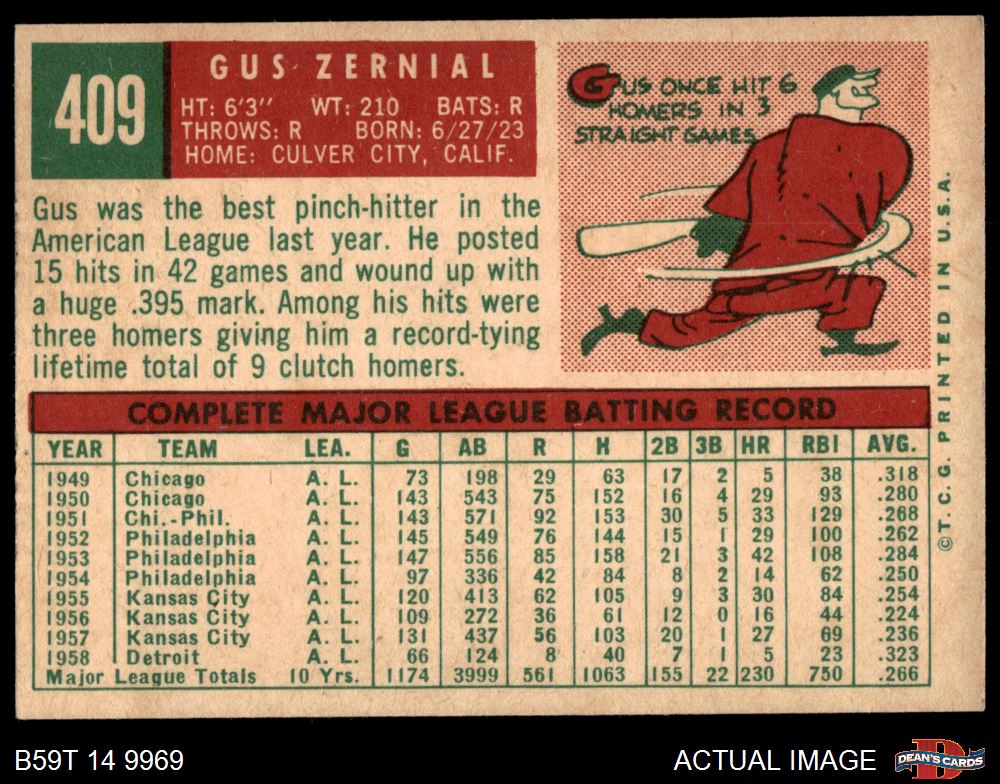 409
GUS ZERNIAL
HT: 6'3" WT: 210 BATS: R
THROWS: R BORN: 6/27/23
HOME: CULVER CITY, CALIF.
GUS ONCE HIT 6
HOMERS IN 3
STRAIGHT GAMES
Gus was the best pinch-hitter in the
American League last year. He posted
15 hits in 42 games and wound up with
a huge .395 mark. Among his hits were
three homers giving him a record-tying
lifetime total of 9 clutch homers.
COMPLETE MAJOR LEAGUE BATTING RECORD
YEAR TEAM LEA. G AB R H 2B 3B HR RBI AVG.
1949 Chicago A. L. 73 198 29 63 17 2 5 38 .318
1950 Chicago A. L. 143 543 75 152 16 4 29 93 .280
1951 Chi.-Phil. A. L. 143 571 92 153 30 5 33 129 .268
1952 Philadelphia A. L. 145 549 76 144 15 1 29 100 .262
1953 Philadelphia A. L. 147 556 85 158 21 3 42 108 .284
1954 Philadelphia A. L. 97 336 42 84 8 2 14 62 .250
1955 Kansas City A. L. 120 413 62 105 9 3 30 84 .254
1956 Kansas City A. L. 109 272 36 61 12 0 16 44 .224
1957 Kansas City A. L. 131 437 56 103 20 1 27 69 .236
1958 Detroit A. L. 66 124 8 40 7 1 5 23 .323
Major League Totals 10 Yrs. 1174 3999 561 1063 155 22 230 750 .266
© T. C. G. PRINTED IN U.S.A.
B59T 14 9969
ACTUAL IMAGE
DEAN'S CARDS